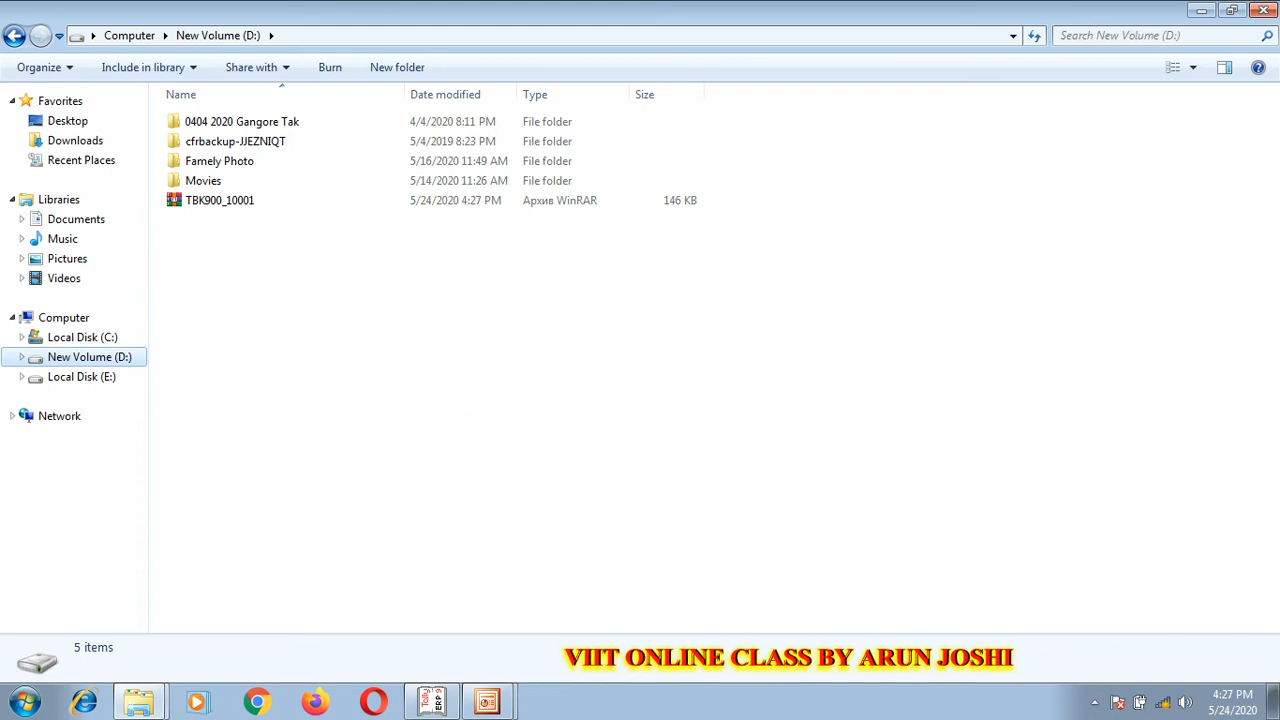 Computer New Volume (D:)
Search New Volume (D:)
Organize Include in library Share with Burn New folder
Name Date modified Type Size
Favorites
Desktop
Downloads
Recent Places
Libraries
Documents
Music
Pictures
Videos
Computer
Local Disk (C:)
New Volume (D:)
Local Disk (E:)
Network
0404 2020 Gangore Tak 4/4/2020 8:11 PM File folder
cfrbackup-JJEZNIQT 5/4/2019 8:23 PM File folder
Famely Photo 5/16/2020 11:49 AM File folder
Movies 5/14/2020 11:26 AM File folder
TBK900_10001 5/24/2020 4:27 PM Архив WinRAR 146 KB
5 items
VIIT ONLINE CLASS BY ARUN JOSHI
Tally
ERP 9
4:27 PM
5/24/2020